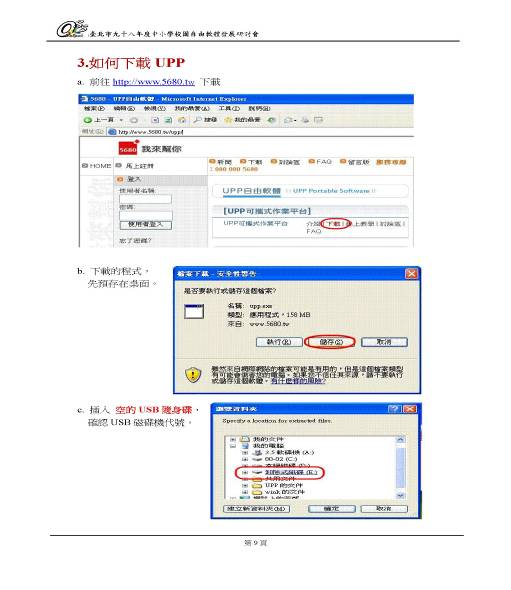 臺北市九十八年度中小學校園自由軟體發展研討會
3.如何下載 UPP
a. 前往 http://www.5680.tw 下載
5680 - UPP自由軟體 - Microsoft Internet Explorer
檔案(F) 編輯(E) 檢視(V) 我的最愛(A) 工具(T) 說明(H)
上一頁 搜尋 我的最愛
網址(D) http://www.5680.tw/upp/
5680 我來幫你
HOME 馬上註冊
新聞 下載 討論區 FAQ 留言版 服務專線
: 000 000 5680
登入
使用者名稱:
密碼:
使用者登入
忘了密碼?
UPP自由軟體 :: UPP Portable Software ::
[UPP可攜式作業平台]
UPP可攜式作業平台 介紹 | 下載 | 線上教學 | 討論區 |
FAQ
b. 下載的程式，
先預存在桌面。
檔案下載 - 安全性警告
是否要執行或儲存這個檔案?
名稱: upp.exe
類型: 應用程式，158 MB
來自: www.5680.tw
執行(R) 儲存(S) 取消
雖然來自網際網路的檔案可能是有用的，但是這個檔案類型
有可能會傷害您的電腦。如果您不信任其來源，請不要執行
或儲存這個軟體。有什麼樣的風險?
c. 插入 空的 USB 隨身碟，
確認 USB 磁碟機代號。
瀏覽資料夾
Specify a location for extracted files.
我的文件
我的電腦
3.5 軟碟機 (A:)
00-02 (C:)
本機磁碟 (D:)
卸除式磁碟 (E:)
共用文件
UPP 的文件
wink 的文件
網路上的芳鄰
建立新資料夾(M) 確定 取消
第 9 頁